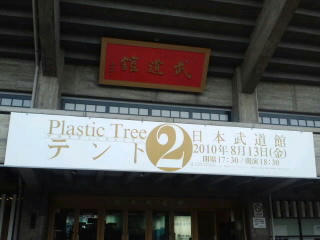 武道館
Plastic Tree
テント
2
日本武道館
2010年8月13日(金)
開場17:30/開演18:30